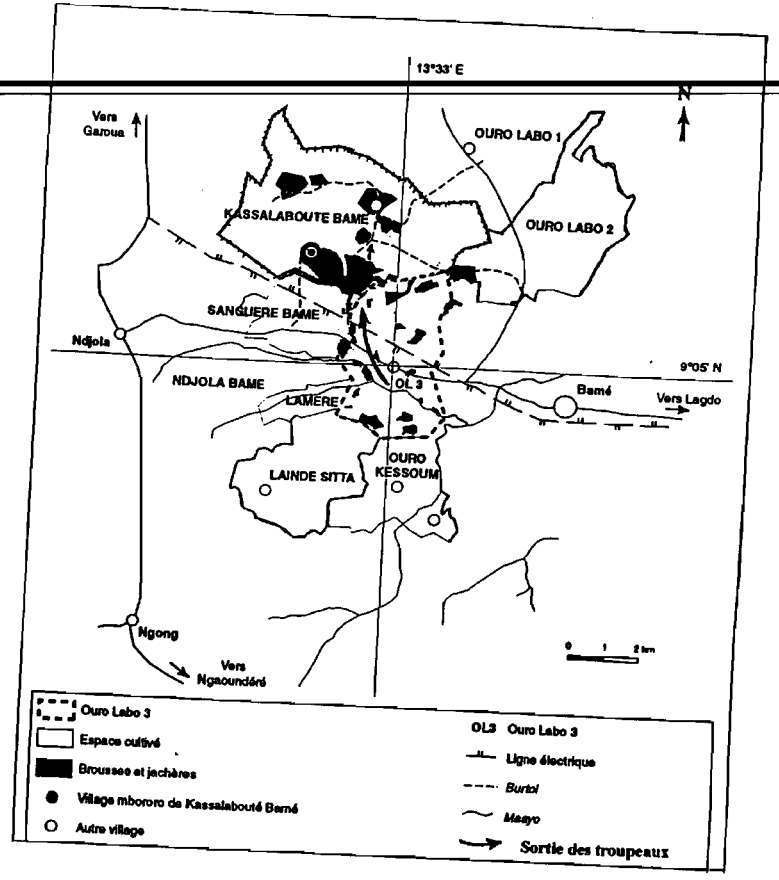 13°33' E
N
Vers
Garoua
OURO LABO 1
KASSALABOUTE BAME
OURO LABO 2
SANGUERE BAME
Ndjola
9°05' N
NDJOLA BAME
OL 3
Bamé
Vers Lagdo
LAMERE
OURO
KESSOUM
LAINDE SITTA
Ngong
0 1 2 km
Vers
Ngaoundéré
Ouro Labo 3
Espace cultivé
Brousse et jachères
Village mbororo de Kassalabouté Bamé
Autre village
OL3 Ouro Labo 3
Ligne électrique
Burtol
Maayo
Sortie des troupeaux